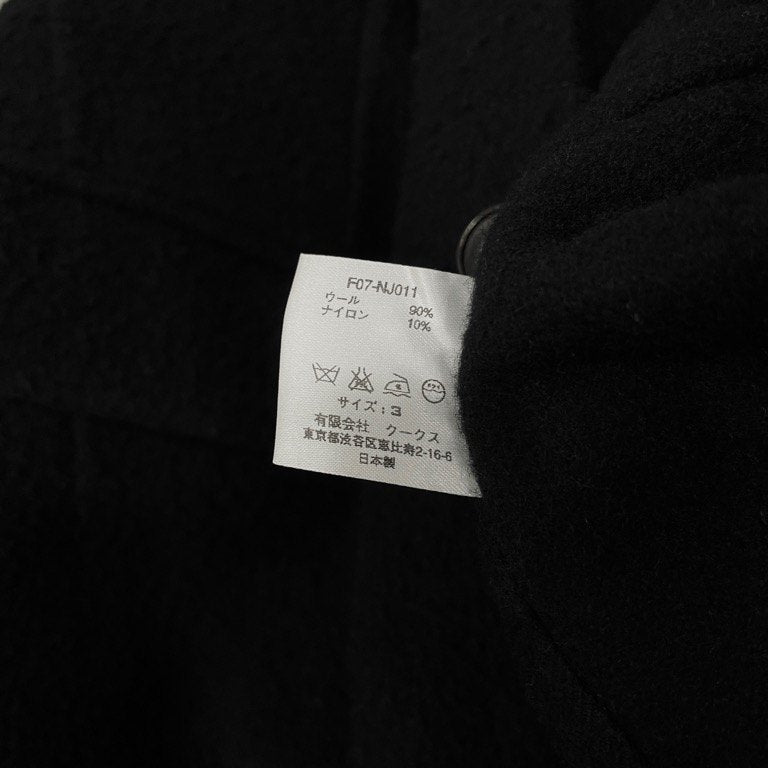 F07-NJ011
ウール 90%
ナイロン 10%
サイズ：3
有限会社 クークス
東京都渋谷区恵比寿2-16-6
日本製